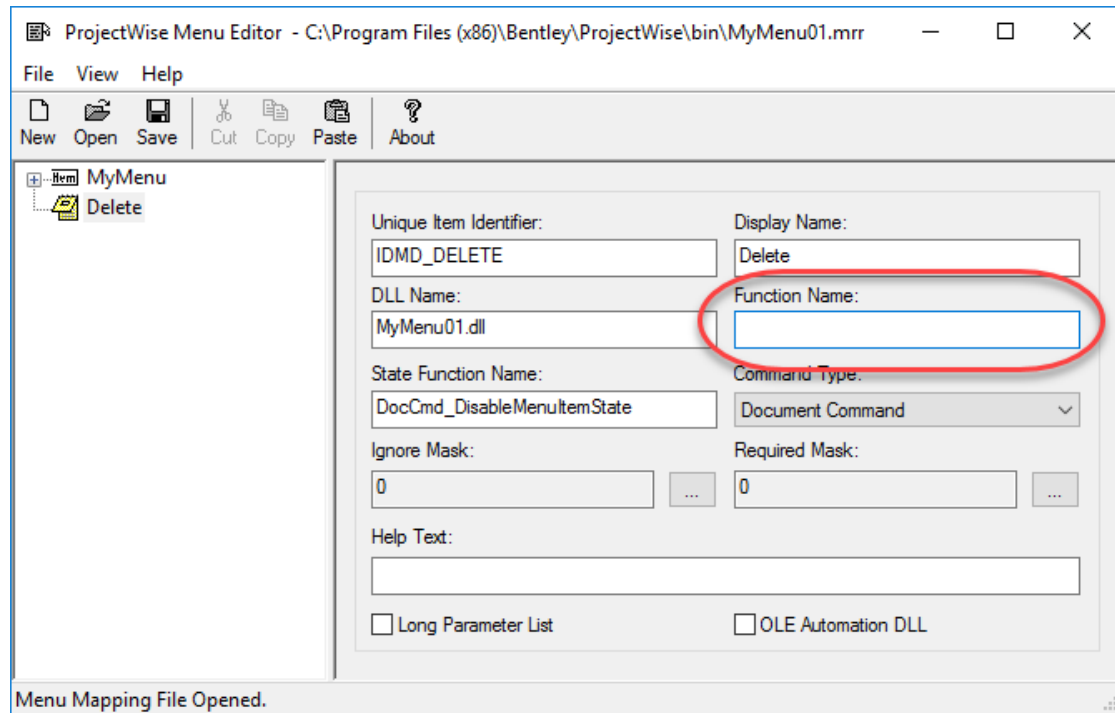 ProjectWise Menu Editor - C:\Program Files (x86)\Bentley\ProjectWise\bin\MyMenu01.mrr
File View Help
New Open Save Cut Copy Paste About
Item MyMenu
Delete
Unique Item Identifier: Display Name:
IDMD_DELETE Delete
DLL Name: Function Name:
MyMenu01.dll
State Function Name: Command Type:
DocCmd_DisableMenuItemState Document Command
Ignore Mask: Required Mask:
0 ... 0 ...
Help Text:
Long Parameter List OLE Automation DLL
Menu Mapping File Opened.